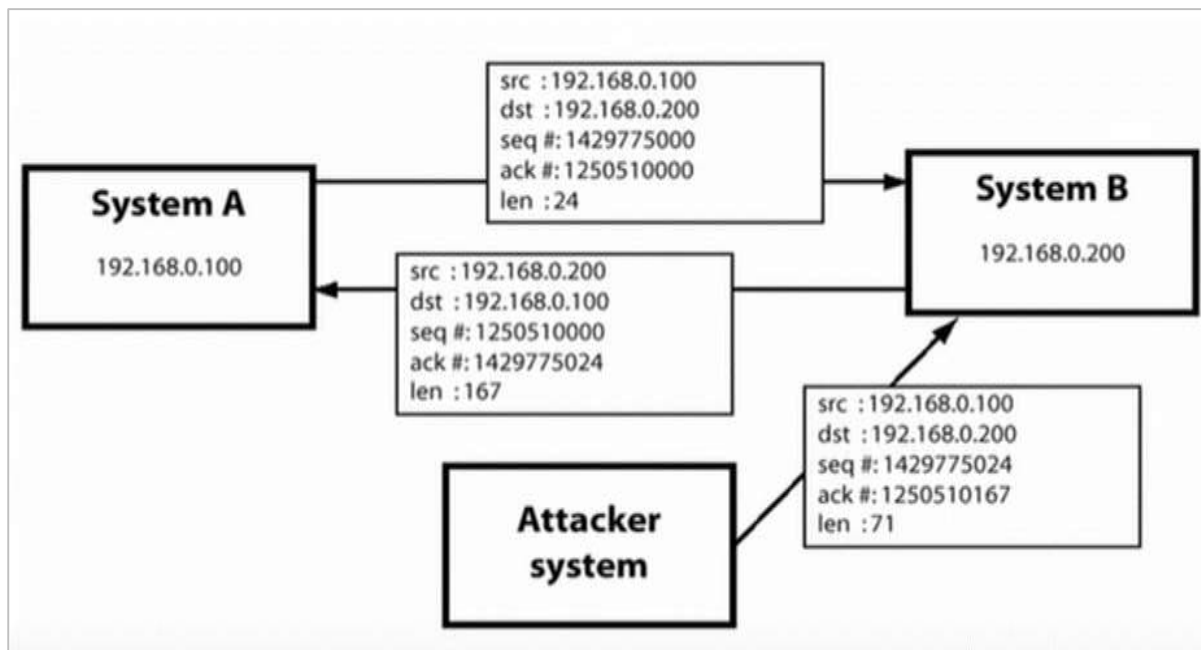 src : 192.168.0.100
dst : 192.168.0.200
seq #: 1429775000
ack #: 1250510000
len : 24
System A
192.168.0.100
System B
192.168.0.200
src : 192.168.0.200
dst : 192.168.0.100
seq #: 1250510000
ack #: 1429775024
len : 167
src : 192.168.0.100
dst : 192.168.0.200
seq #: 1429775024
ack #: 1250510167
len : 71
Attacker
system